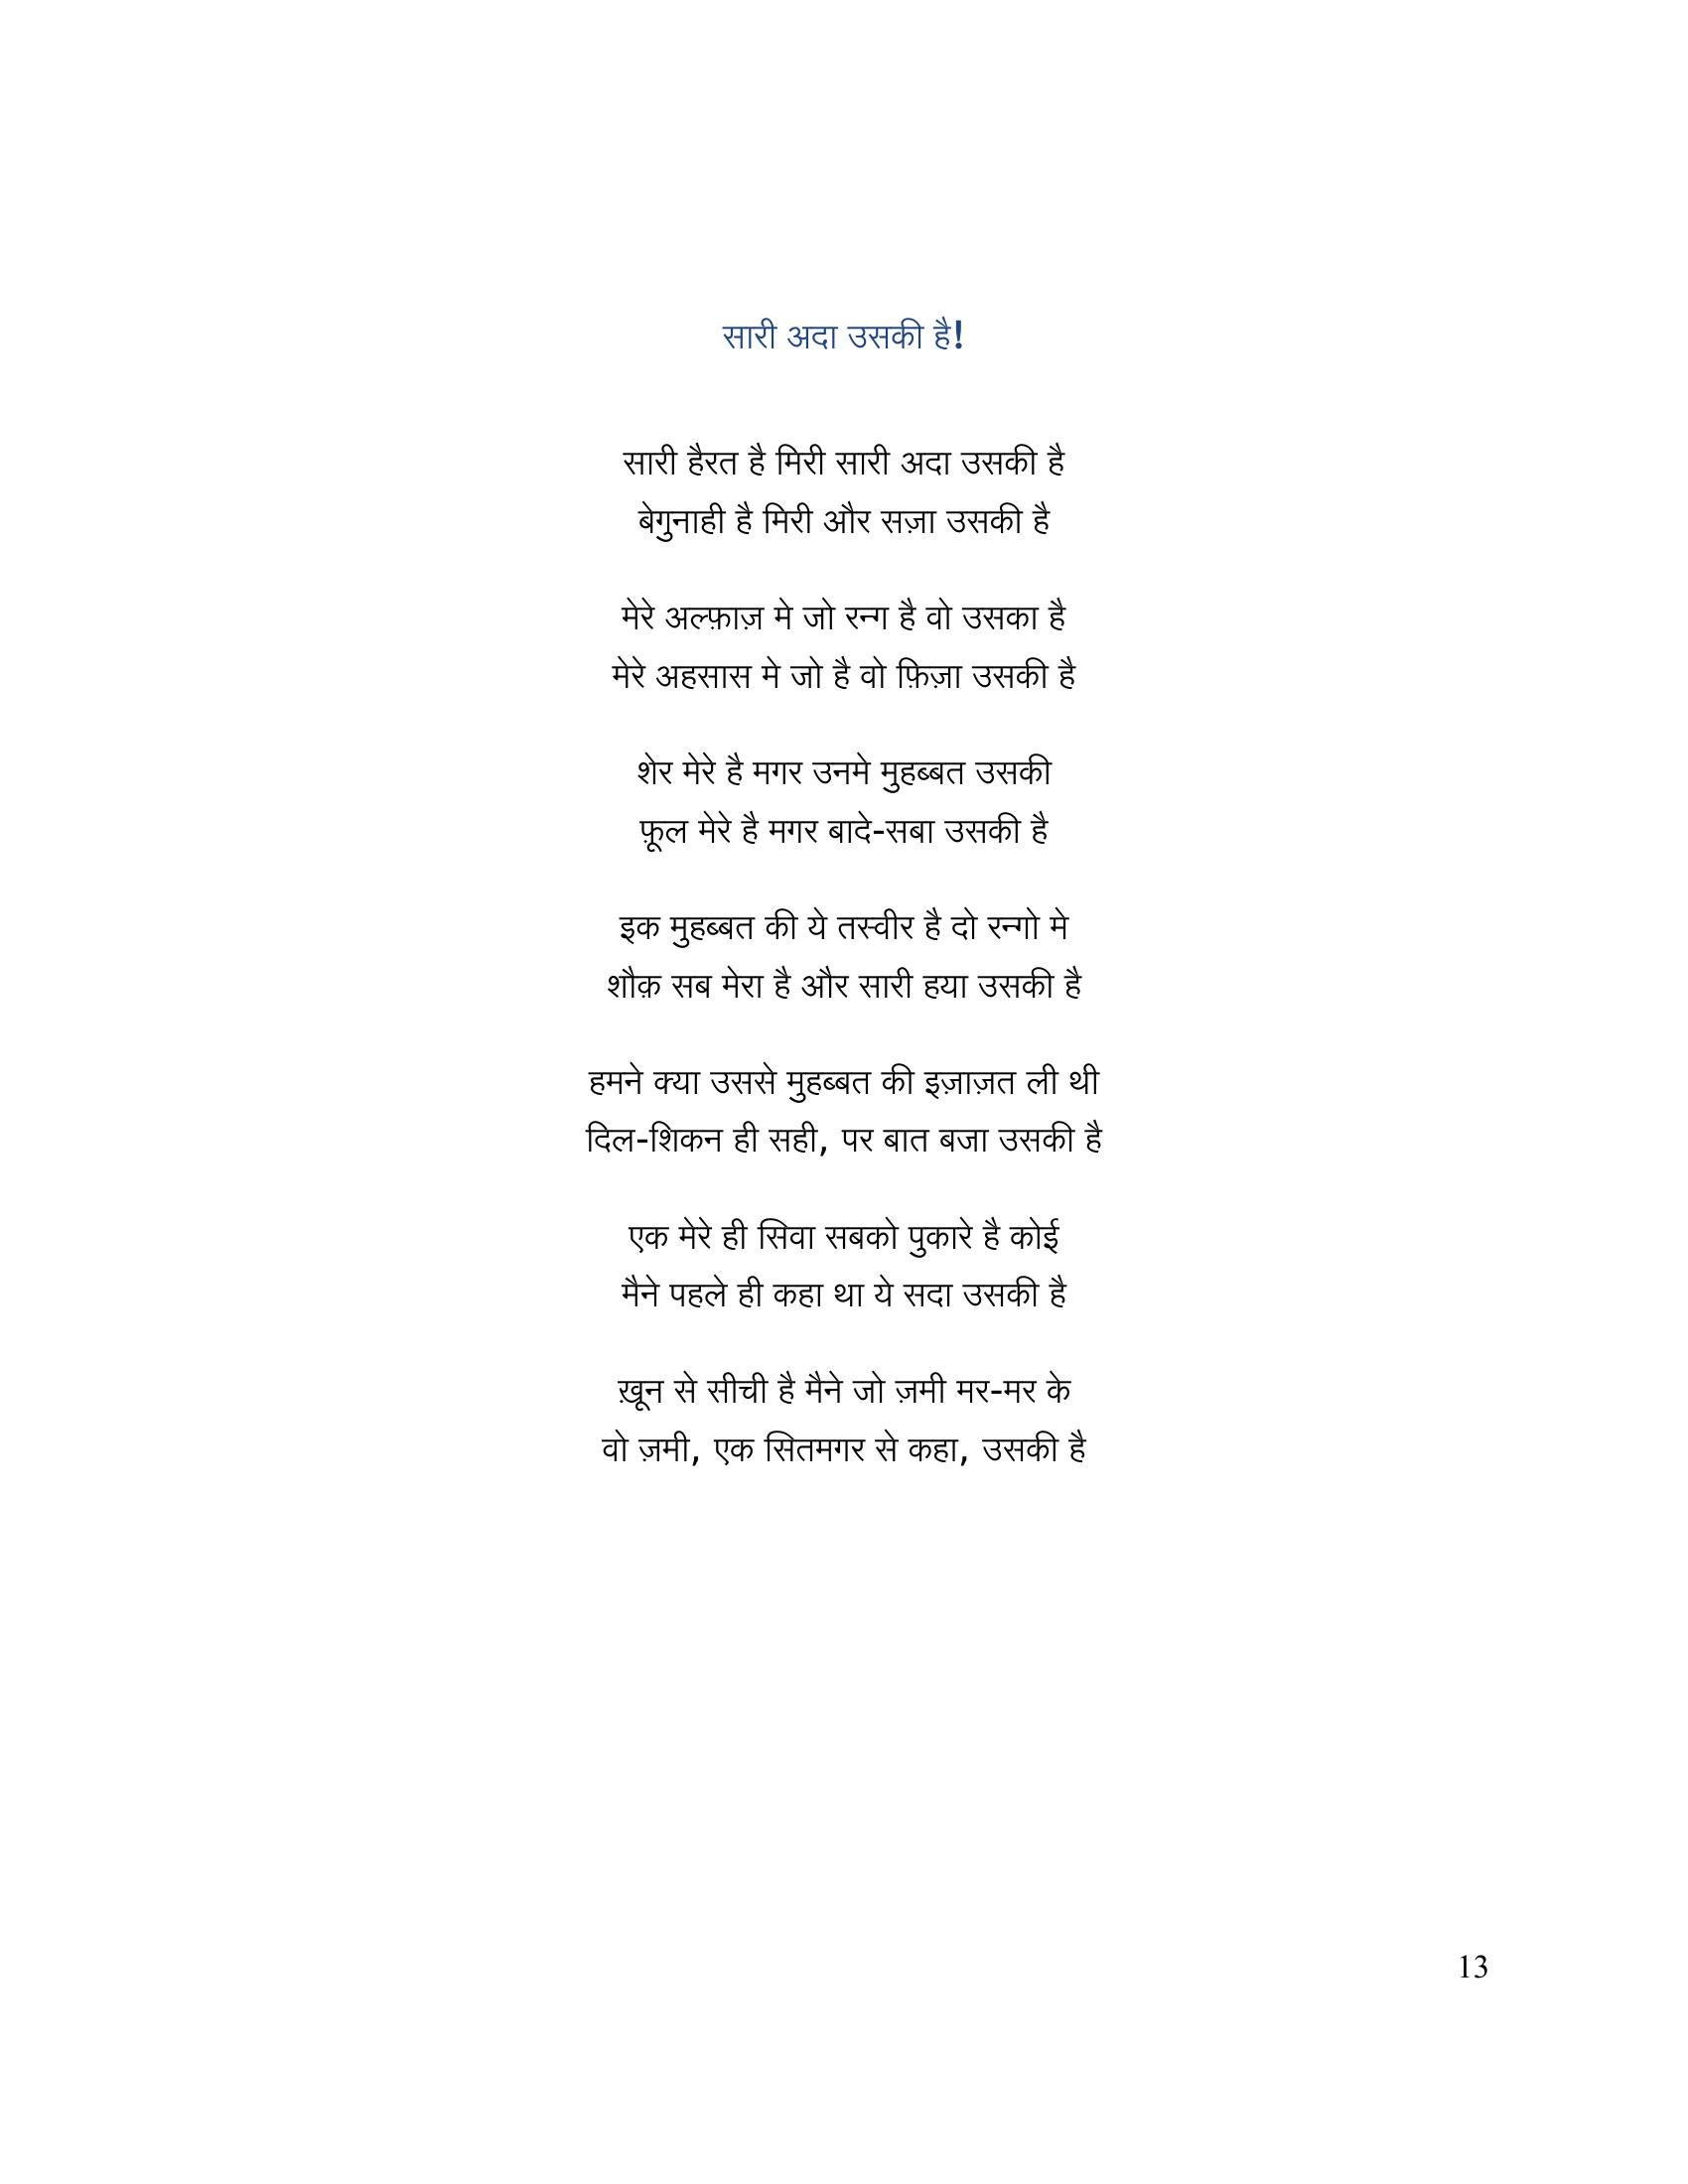 सारी अदा उसकी है!
सारी हैरत है मिरी सारी अदा उसकी है
बेगुनाही है मिरी और सज़ा उसकी है
मेरे अल्फ़ाज़ मे जो रन्ग है वो उसका है
मेरे अहसास मे जो है वो फ़िज़ा उसकी है
शेर मेरे है मगर उनमे मुहब्बत उसकी
फ़ूल मेरे है मगर बादे-सबा उसकी है
इक मुहब्बत की ये तस्वीर है दो रन्गो मे
शौक़ सब मेरा है और सारी हया उसकी है
हमने क्या उससे मुहब्बत की इज़ाज़त ली थी
दिल-शिकन ही सही, पर बात बजा उसकी है
एक मेरे ही सिवा सबको पुकारे है कोई
मैने पहले ही कहा था ये सदा उसकी है
ख़ून से सीची है मैने जो ज़मी मर-मर के
वो ज़मी, एक सितमगर से कहा, उसकी है
13